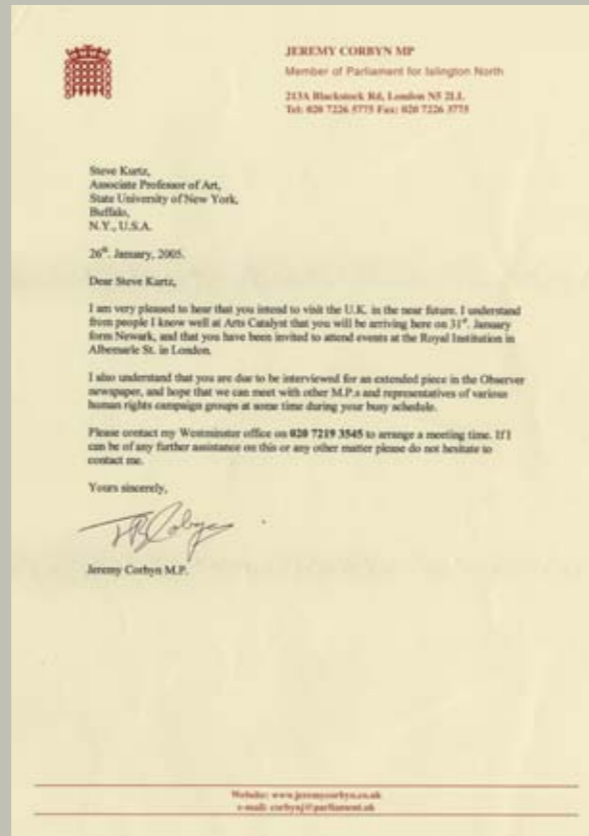 JEREMY CORBYN MP
Member of Parliament for Islington North
213A Blackstock Rd, London N5 2LL
Tel: 020 7226 5775 Fax: 020 7226 3775
Steve Kurtz,
Associate Professor of Art,
State University of New York,
Buffalo,
N.Y., U.S.A.
26th. January, 2005.
Dear Steve Kurtz,
I am very pleased to hear that you intend to visit the U.K. in the near future. I understand
from people I know well at Arts Catalyst that you will be arriving here on 31st. January
form Newark, and that you have been invited to attend events at the Royal Institution in
Albemarle St. in London.
I also understand that you are due to be interviewed for an extended piece in the Observer
newspaper, and hope that we can meet with other M.P.s and representatives of various
human rights campaign groups at some time during your busy schedule.
Please contact my Westminster office on 020 7219 3545 to arrange a meeting time. If I
can be of any further assistance on this or any other matter please do not hesitate to
contact me.
Yours sincerely,
Jeremy Corbyn M.P.
Website: www.jeremycorbyn.co.uk
e-mail: corbynj@parliament.uk